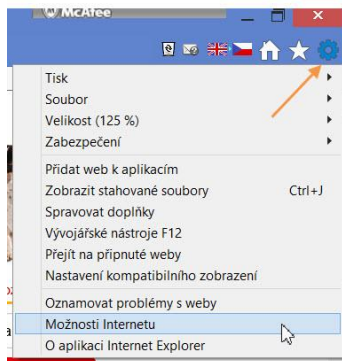 McAfee
Tisk
Soubor
Velikost (125 %)
Zabezpečení
Přidat web k aplikacím
Zobrazit stahované soubory Ctrl+J
Spravovat doplňky
Vývojářské nástroje F12
Přejít na připnuté weby
Nastavení kompatibilního zobrazení
Oznamovat problémy s weby
Možnosti Internetu
O aplikaci Internet Explorer